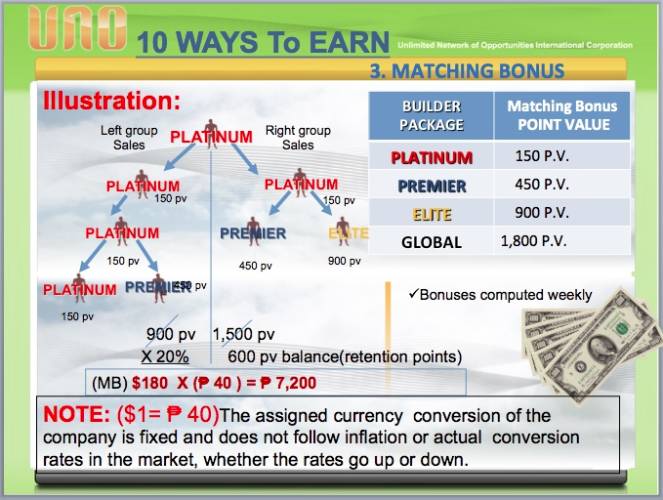 UNO
10 WAYS To EARN
Unlimited Network of Opportunities International Corporation
3. MATCHING BONUS
Illustration:
Left group
Sales
PLATINUM
Right group
Sales
PLATINUM
150 pv
PLATINUM
150 pv
PLATINUM
150 pv
PREMIER
450 pv
ELITE
900 pv
PLATINUM
150 pv
PREMIER
450 pv
900 pv 1,500 pv
X 20% 600 pv balance(retention points)
(MB) $180 X (₱ 40 ) = ₱ 7,200
BUILDER
PACKAGE
Matching Bonus
POINT VALUE
PLATINUM 150 P.V.
PREMIER 450 P.V.
ELITE 900 P.V.
GLOBAL 1,800 P.V.
✓Bonuses computed weekly
NOTE: ($1= ₱ 40)The assigned currency conversion of the
company is fixed and does not follow inflation or actual conversion
rates in the market, whether the rates go up or down.